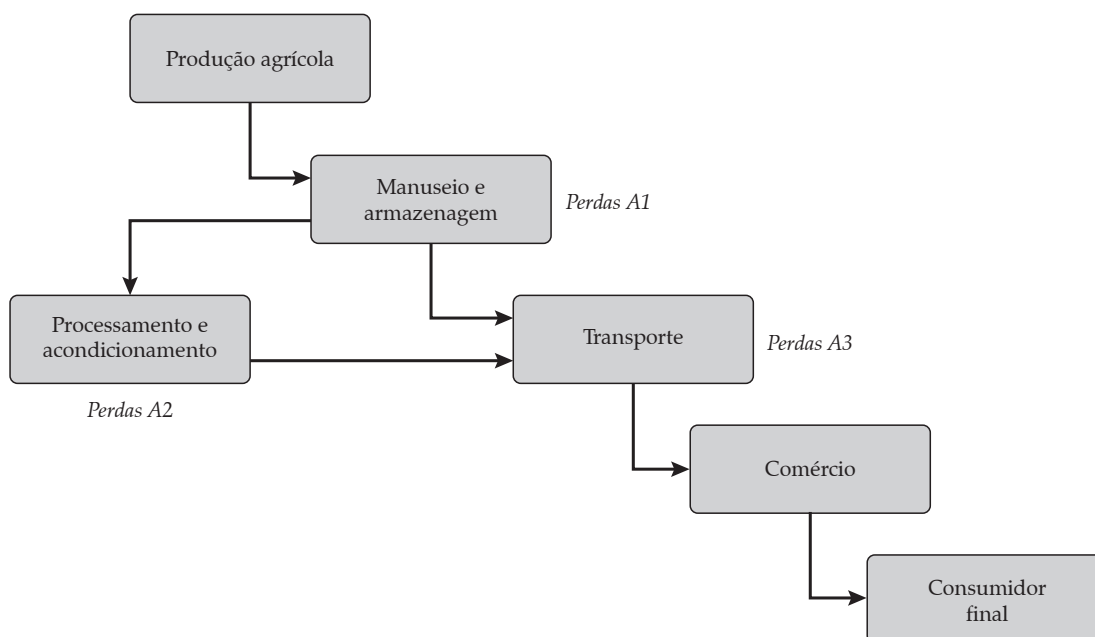 Produção agrícola
Manuseio e
armazenagem
Perdas A1
Processamento e
acondicionamento
Perdas A2
Transporte
Perdas A3
Comércio
Consumidor
final